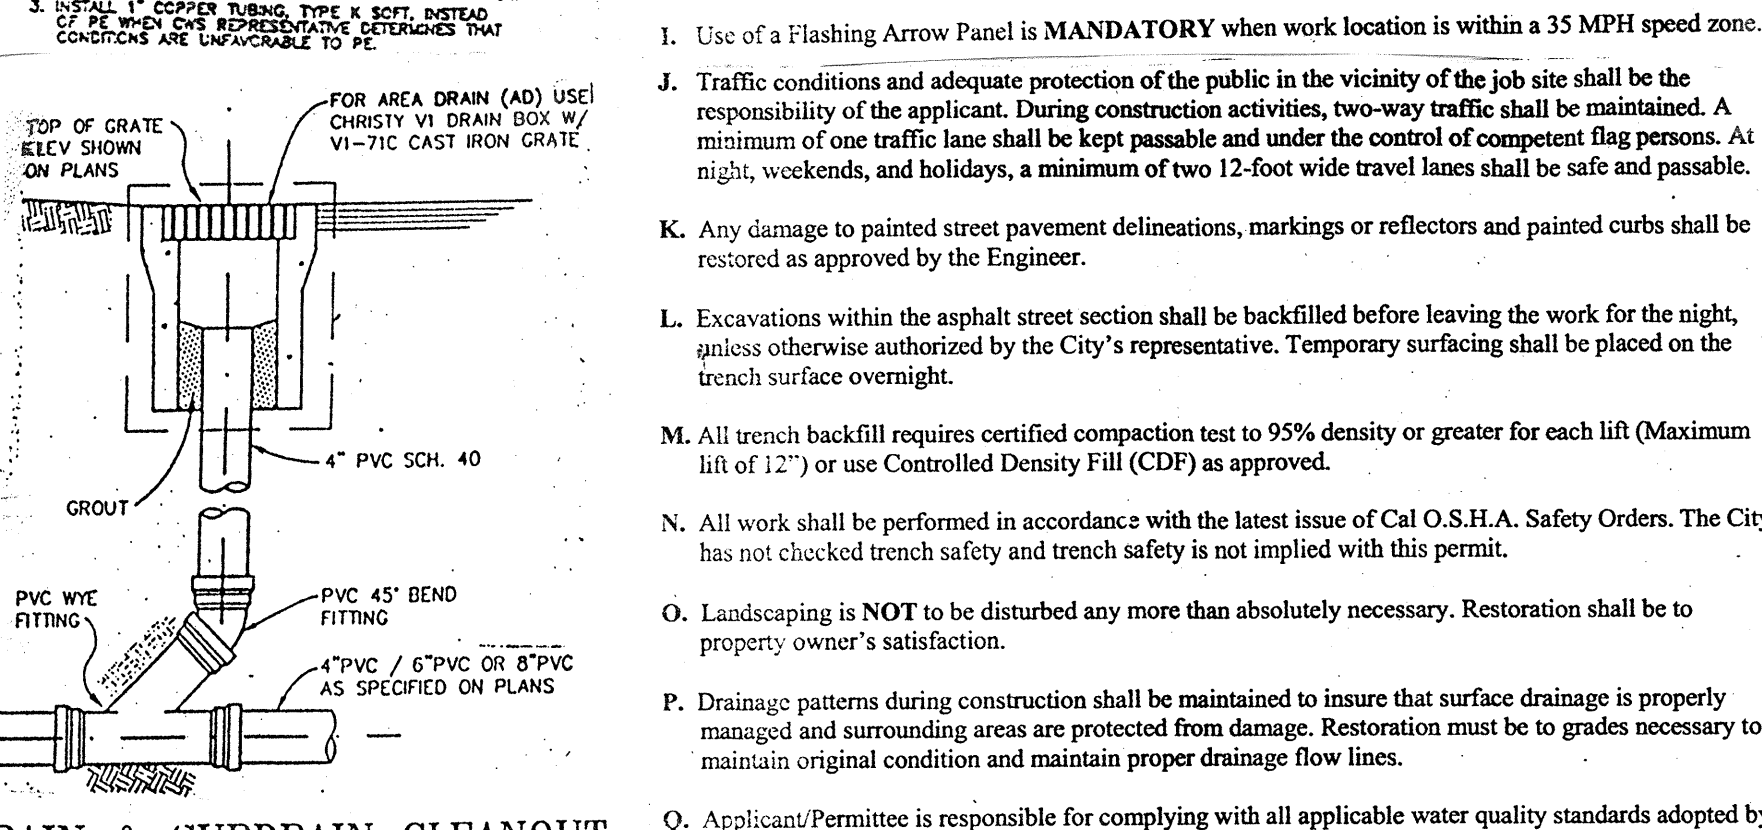 3. INSTALL 1" COPPER TUBING, TYPE K SOFT, INSTEAD
OF PE WHEN CWS REPRESENTATIVE DETERMINES THAT
CONDITIONS ARE UNFAVORABLE TO PE.
TOP OF GRATE
ELEV SHOWN
ON PLANS
FOR AREA DRAIN (AD) USE
CHRISTY V1 DRAIN BOX W/
V1-71C CAST IRON GRATE
4" PVC SCH. 40
GROUT
PVC WYE
FITTING
PVC 45° BEND
FITTING
4"PVC / 6"PVC OR 8"PVC
AS SPECIFIED ON PLANS
& SUBDRAIN CLEANOUT
I. Use of a Flashing Arrow Panel is MANDATORY when work location is within a 35 MPH speed zone.
J. Traffic conditions and adequate protection of the public in the vicinity of the job site shall be the
responsibility of the applicant. During construction activities, two-way traffic shall be maintained. A
minimum of one traffic lane shall be kept passable and under the control of competent flag persons. At
night, weekends, and holidays, a minimum of two 12-foot wide travel lanes shall be safe and passable.
K. Any damage to painted street pavement delineations, markings or reflectors and painted curbs shall be
restored as approved by the Engineer.
L. Excavations within the asphalt street section shall be backfilled before leaving the work for the night,
unless otherwise authorized by the City's representative. Temporary surfacing shall be placed on the
trench surface overnight.
M. All trench backfill requires certified compaction test to 95% density or greater for each lift (Maximum
lift of 12") or use Controlled Density Fill (CDF) as approved.
N. All work shall be performed in accordance with the latest issue of Cal O.S.H.A. Safety Orders. The City
has not checked trench safety and trench safety is not implied with this permit.
O. Landscaping is NOT to be disturbed any more than absolutely necessary. Restoration shall be to
property owner's satisfaction.
P. Drainage patterns during construction shall be maintained to insure that surface drainage is properly
managed and surrounding areas are protected from damage. Restoration must be to grades necessary to
maintain original condition and maintain proper drainage flow lines.
Q. Applicant/Permittee is responsible for complying with all applicable water quality standards adopted by